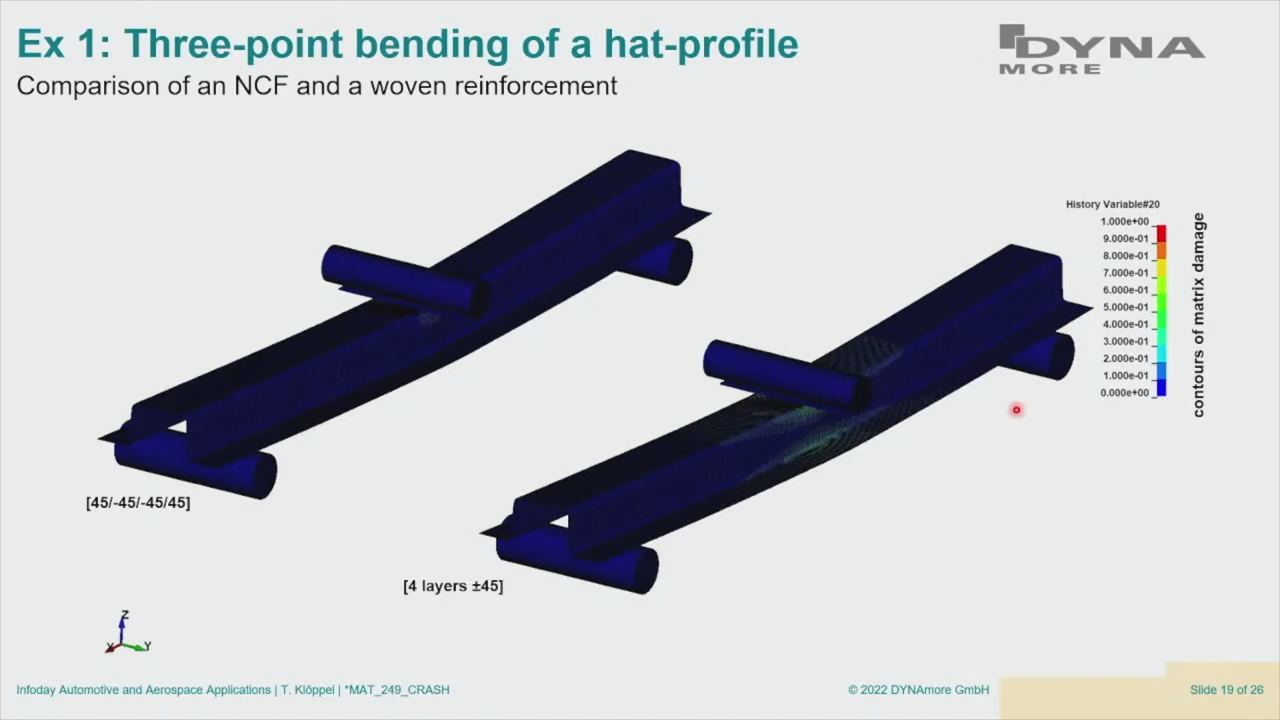 Ex 1: Three-point bending of a hat-profile
Comparison of an NCF and a woven reinforcement
DYNA
MORE
History Variable#20
1.000e+00
9.000e-01
8.000e-01
7.000e-01
6.000e-01
5.000e-01
4.000e-01
3.000e-01
2.000e-01
1.000e-01
0.000e+00
contours of matrix damage
[45/-45/-45/45]
[4 layers ±45]
Z
X
Y
Infoday Automotive and Aerospace Applications | T. Klöppel | *MAT_249_CRASH
© 2022 DYNAmore GmbH
Slide 19 of 26